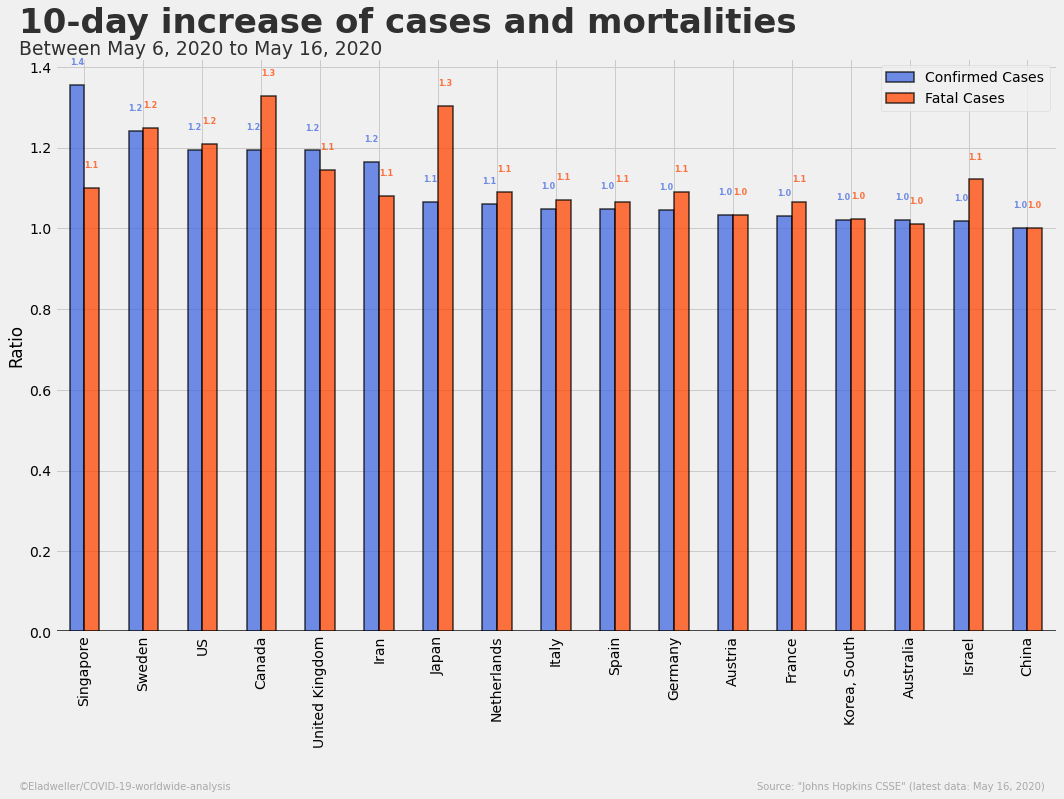 10-day increase of cases and mortalities
Between May 6, 2020 to May 16, 2020
Confirmed Cases
Fatal Cases
Ratio
1.4
1.2
1.0
0.8
0.6
0.4
0.2
0.0
1.4 1.1
1.2 1.2
1.2 1.2
1.2 1.3
1.2 1.1
1.2 1.1
1.1 1.3
1.1 1.1
1.0 1.1
1.0 1.1
1.0 1.1
1.0 1.0
1.0 1.1
1.0 1.0
1.0 1.0
1.0 1.1
1.0 1.0
Singapore
Sweden
US
Canada
United Kingdom
Iran
Japan
Netherlands
Italy
Spain
Germany
Austria
France
Korea, South
Australia
Israel
China
©Eladweller/COVID-19-worldwide-analysis
Source: "Johns Hopkins CSSE" (latest data: May 16, 2020)